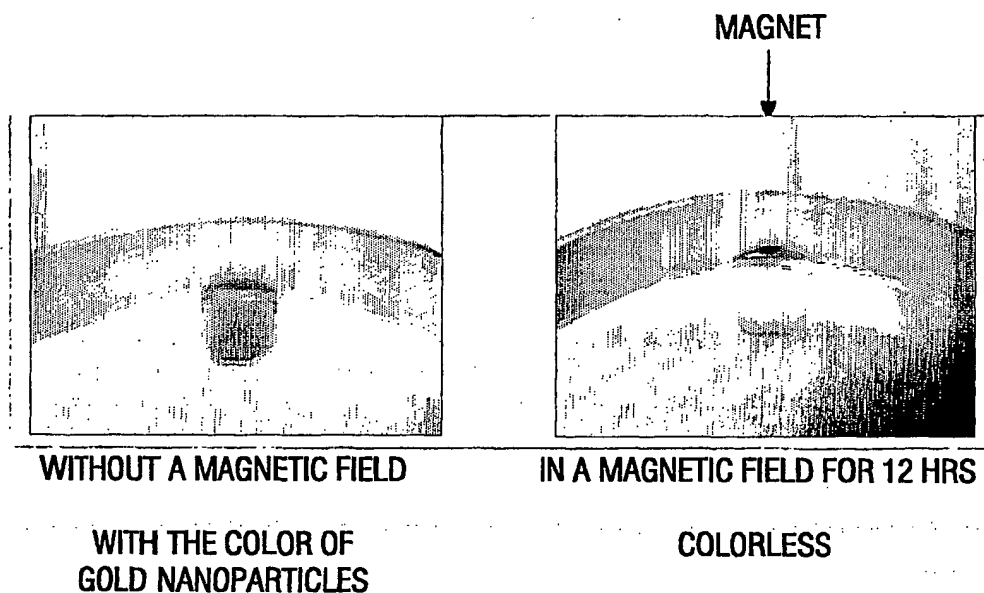 MAGNET
WITHOUT A MAGNETIC FIELD
IN A MAGNETIC FIELD FOR 12 HRS
WITH THE COLOR OF
GOLD NANOPARTICLES
COLORLESS